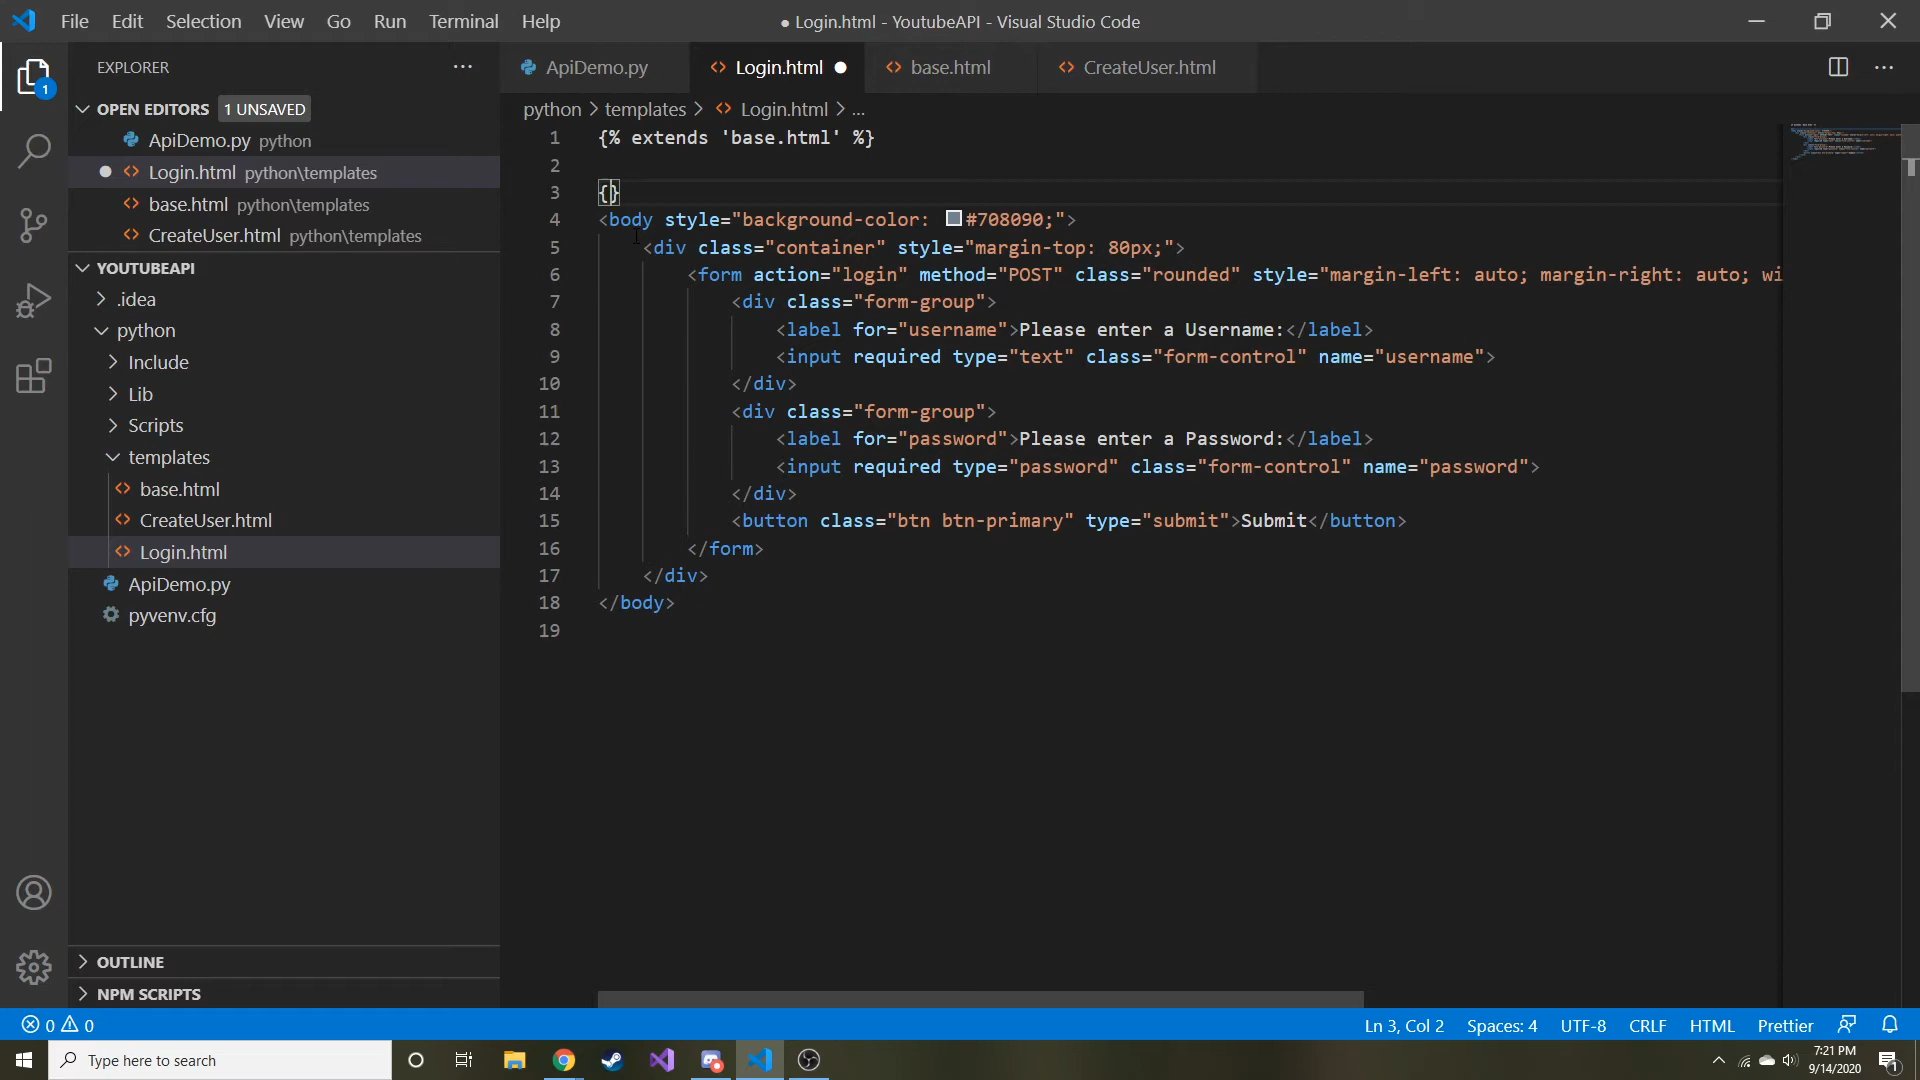 File Edit Selection View Go Run Terminal Help
● Login.html - YoutubeAPI - Visual Studio Code
EXPLORER
1
OPEN EDITORS 1 UNSAVED
ApiDemo.py python
Login.html python\templates
base.html python\templates
CreateUser.html python\templates
YOUTUBEAPI
.idea
python
Include
Lib
Scripts
templates
base.html
CreateUser.html
Login.html
ApiDemo.py
pyvenv.cfg
OUTLINE
NPM SCRIPTS
ApiDemo.py Login.html base.html CreateUser.html
python > templates > Login.html > ...
1 {% extends 'base.html' %}
2
3 {}
4 <body style="background-color: #708090;">
5 <div class="container" style="margin-top: 80px;">
6 <form action="login" method="POST" class="rounded" style="margin-left: auto; margin-right: auto; wi
7 <div class="form-group">
8 <label for="username">Please enter a Username:</label>
9 <input required type="text" class="form-control" name="username">
10 </div>
11 <div class="form-group">
12 <label for="password">Please enter a Password:</label>
13 <input required type="password" class="form-control" name="password">
14 </div>
15 <button class="btn btn-primary" type="submit">Submit</button>
16 </form>
17 </div>
18 </body>
19
0 0
Ln 3, Col 2 Spaces: 4 UTF-8 CRLF HTML Prettier
Type here to search
7:21 PM
9/14/2020
1